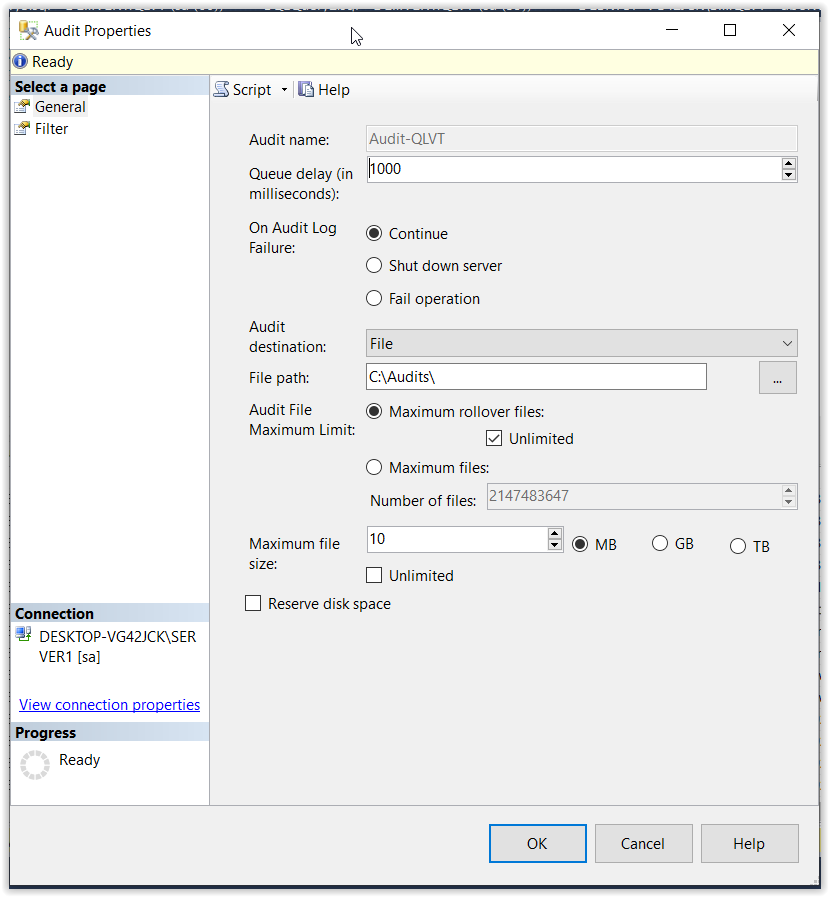 Audit Properties
Ready
Select a page
General
Filter
Script
Help
Audit name:
Audit-QLVT
Queue delay (in
milliseconds):
1000
On Audit Log
Failure:
Continue
Shut down server
Fail operation
Audit
destination:
File
File path:
C:\Audits\
...
Audit File
Maximum Limit:
Maximum rollover files:
Unlimited
Maximum files:
Number of files:
2147483647
Maximum file
size:
10
MB
GB
TB
Unlimited
Reserve disk space
Connection
DESKTOP-VG42JCK\SER
VER1 [sa]
View connection properties
Progress
Ready
OK
Cancel
Help